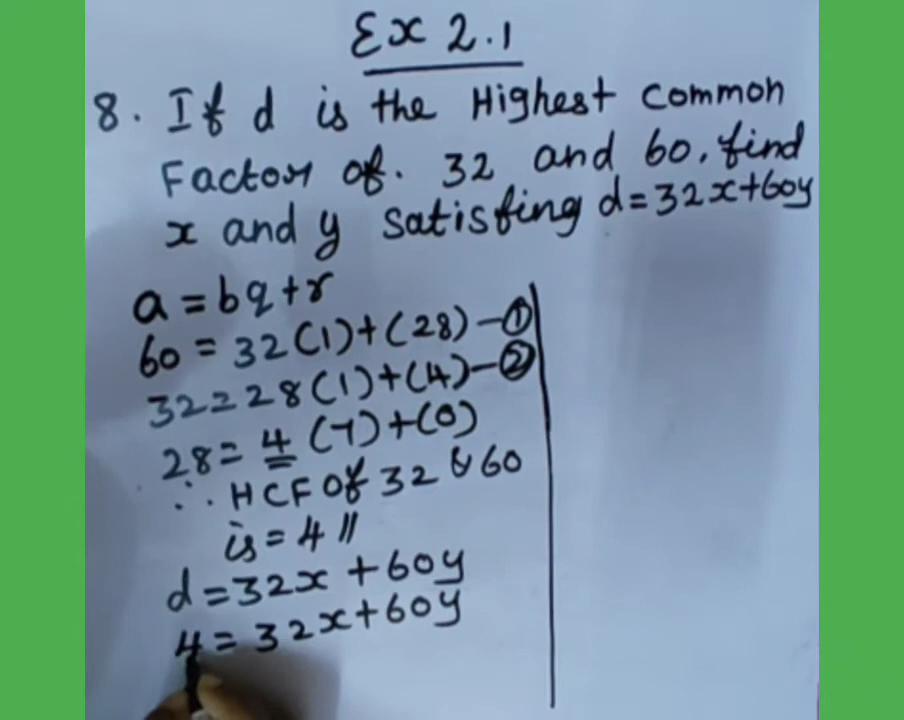 Ex 2.1
8. If d is the Highest common
Factor of. 32 and 60, find
x and y satisfing d=32x+60y
a = bq+r
60 = 32(1)+(28)-①
32=28(1)+(4)-②
28= 4 (7)+(0)
∴ HCF Of 32 & 60
is = 4 //
d = 32x +60y
4 = 32x+60y